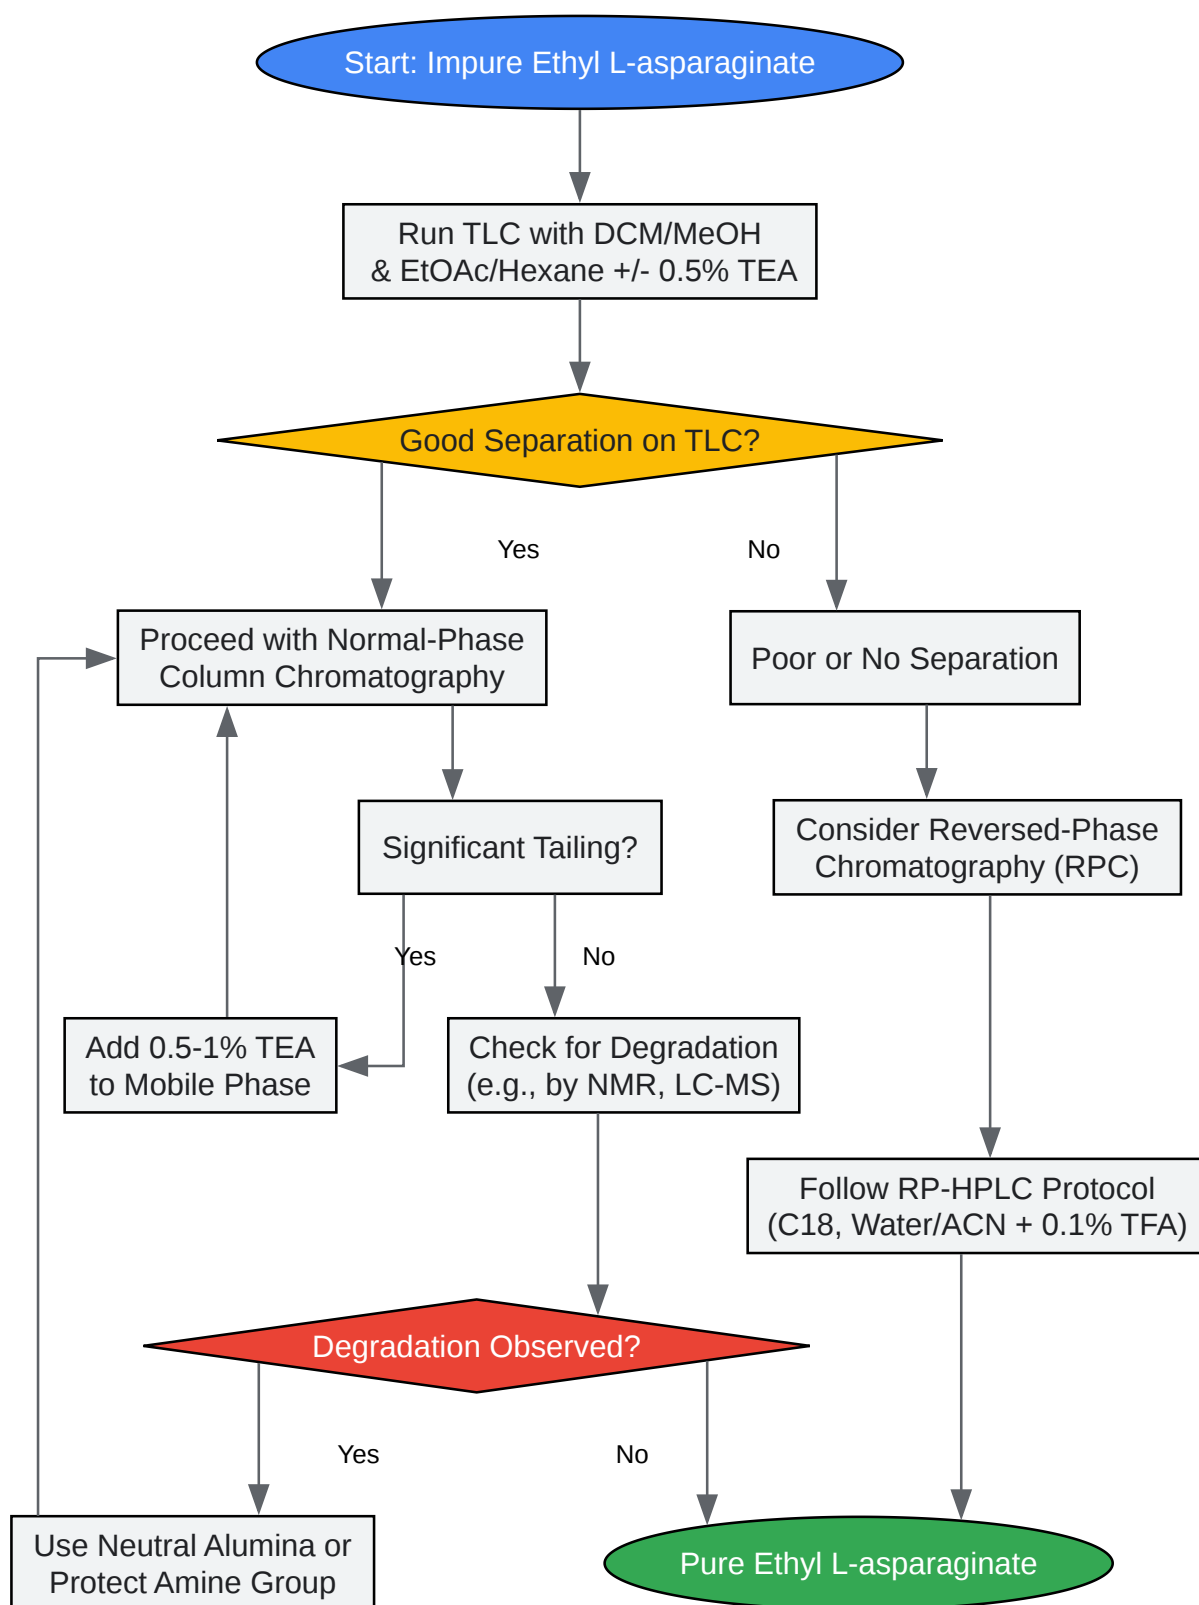 Start: Impure Ethyl L-asparaginate
Run TLC with DCM/MeOH
& EtOAc/Hexane +/- 0.5% TEA
Good Separation on TLC?
Yes
No
Proceed with Normal-Phase
Column Chromatography
Poor or No Separation
Significant Tailing?
Consider Reversed-Phase
Chromatography (RPC)
Yes
No
Add 0.5-1% TEA
to Mobile Phase
Check for Degradation
(e.g., by NMR, LC-MS)
Follow RP-HPLC Protocol
(C18, Water/ACN + 0.1% TFA)
Degradation Observed?
Yes
No
Use Neutral Alumina or
Protect Amine Group
Pure Ethyl L-asparaginate